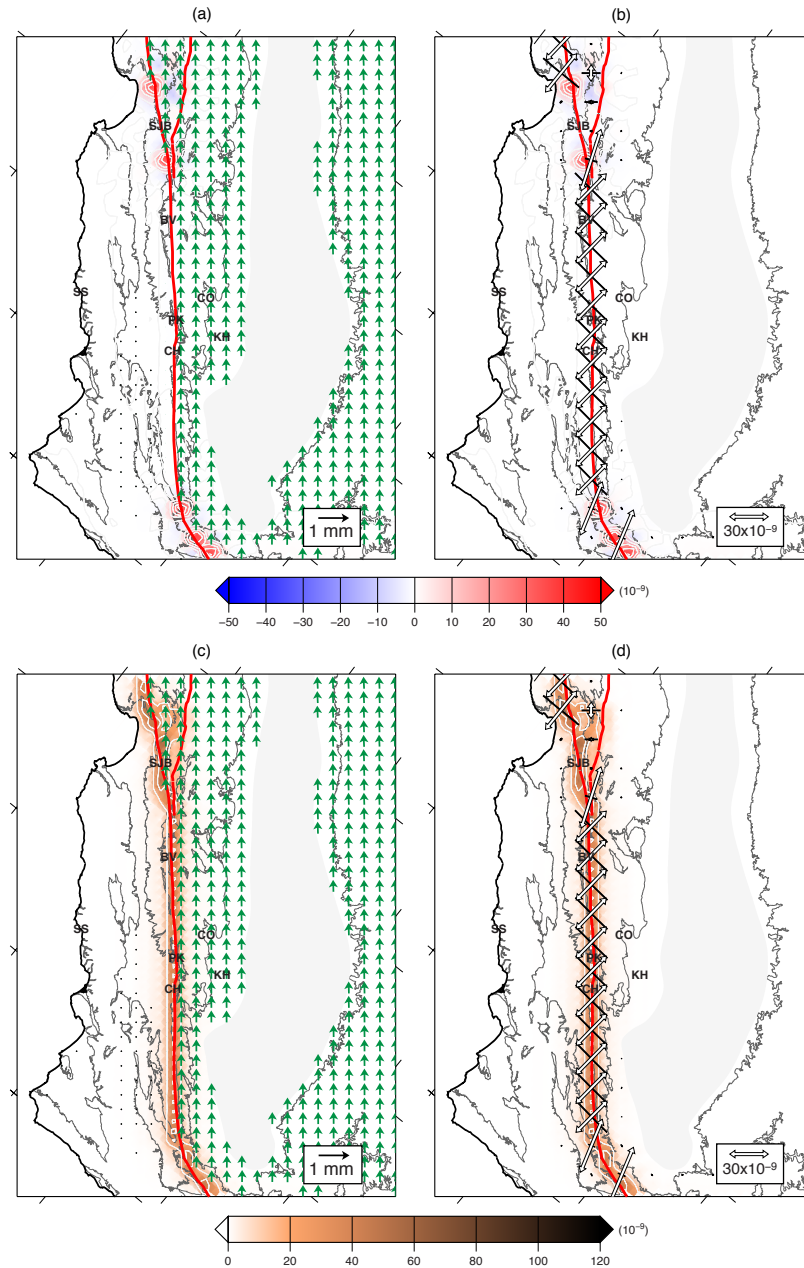 (a)
(b)
SJB
BV
SS
CO
PK
KH
CH
1 mm
SJB
BV
CO
PK
KH
CH
30x10⁻⁹
−50 −40 −30 −20 −10 0 10 20 30 40 50
(10⁻⁹)
(c)
(d)
SJB
BV
SS
CO
PK
KH
CH
1 mm
SJB
BV
CO
PK
KH
CH
30x10⁻⁹
0 20 40 60 80 100 120
(10⁻⁹)